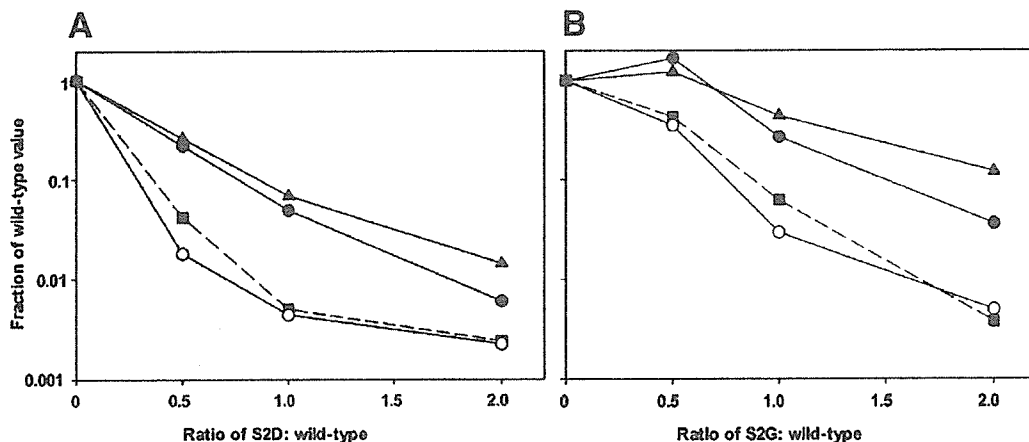 A
B
Fraction of wild-type value
1
0.1
0.01
0.001
0 0.5 1.0 1.5 2.0
0 0.5 1.0 1.5 2.0
Ratio of S2D: wild-type
Ratio of S2G: wild-type